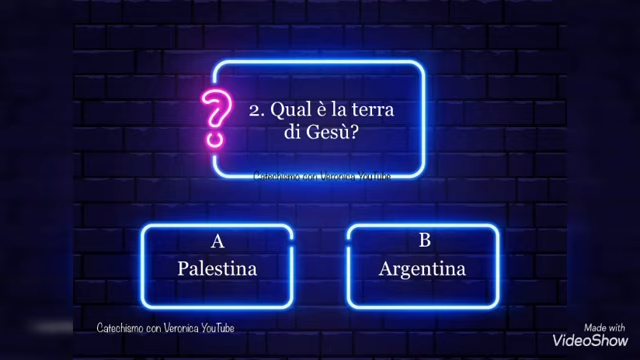 2. Qual è la terra
di Gesù?
Catechismo con Veronica YouTube
A
Palestina
B
Argentina
Catechismo con Veronica YouTube
Made with
VideoShow